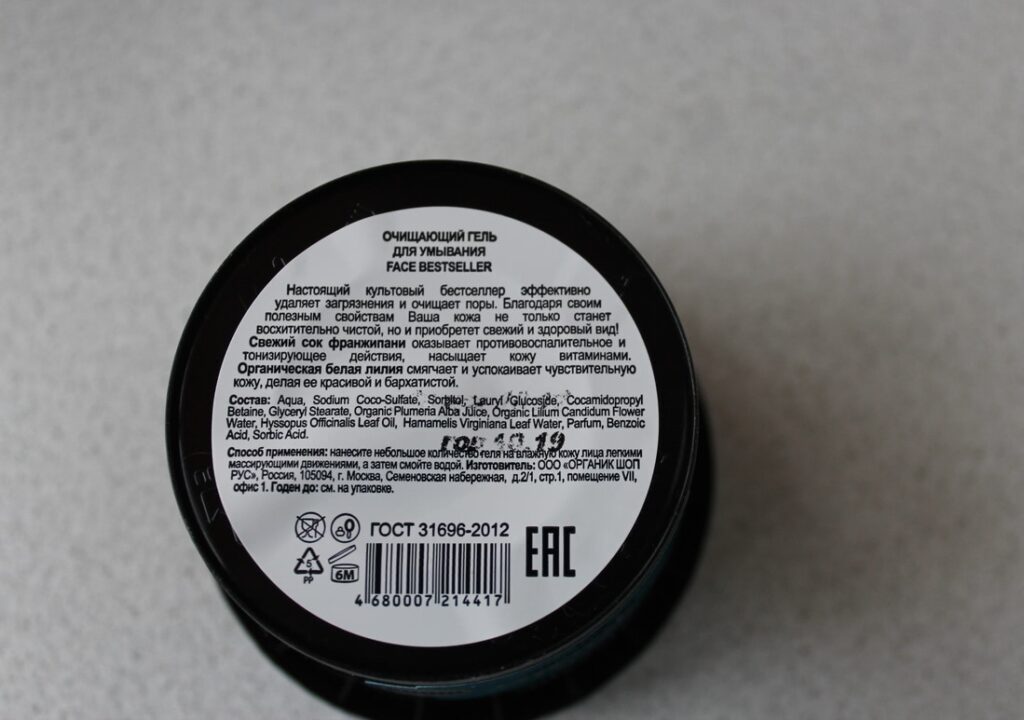 ОЧИЩАЮЩИЙ ГЕЛЬ
ДЛЯ УМЫВАНИЯ
FACE BESTSELLER
Настоящий культовый бестселлер эффективно
удаляет загрязнения и очищает поры. Благодаря своим
полезным свойствам Ваша кожа не только станет
восхитительно чистой, но и приобретет свежий и здоровый вид!
Свежий сок франжипани оказывает противовоспалительное и
тонизирующее действия, насыщает кожу витаминами.
Органическая белая лилия смягчает и успокаивает чувствительную
кожу, делая ее красивой и бархатистой.
Состав: Aqua, Sodium Coco-Sulfate, Sorbitol, Lauryl Glucoside, Cocamidopropyl
Betaine, Glyceryl Stearate, Organic Plumeria Alba Juice, Organic Lilium Candidum Flower
Water, Hyssopus Officinalis Leaf Oil, Hamamelis Virginiana Leaf Water, Parfum, Benzoic
Acid, Sorbic Acid.
10.19
Способ применения: нанесите небольшое количество геля на влажную кожу лица легкими
массирующими движениями, а затем смойте водой. Изготовитель: ООО «ОРГАНИК ШОП
РУС», Россия, 105094, г. Москва, Семеновская набережная, д.2/1, стр.1, помещение VII,
офис 1. Годен до: см. на упаковке.
ГОСТ 31696-2012
EAC
5
PP
6M
4 680007 214417